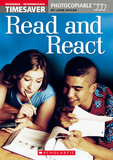 TIMESAVER
PHOTOCOPIABLE
Read and
React
SCHOLASTIC